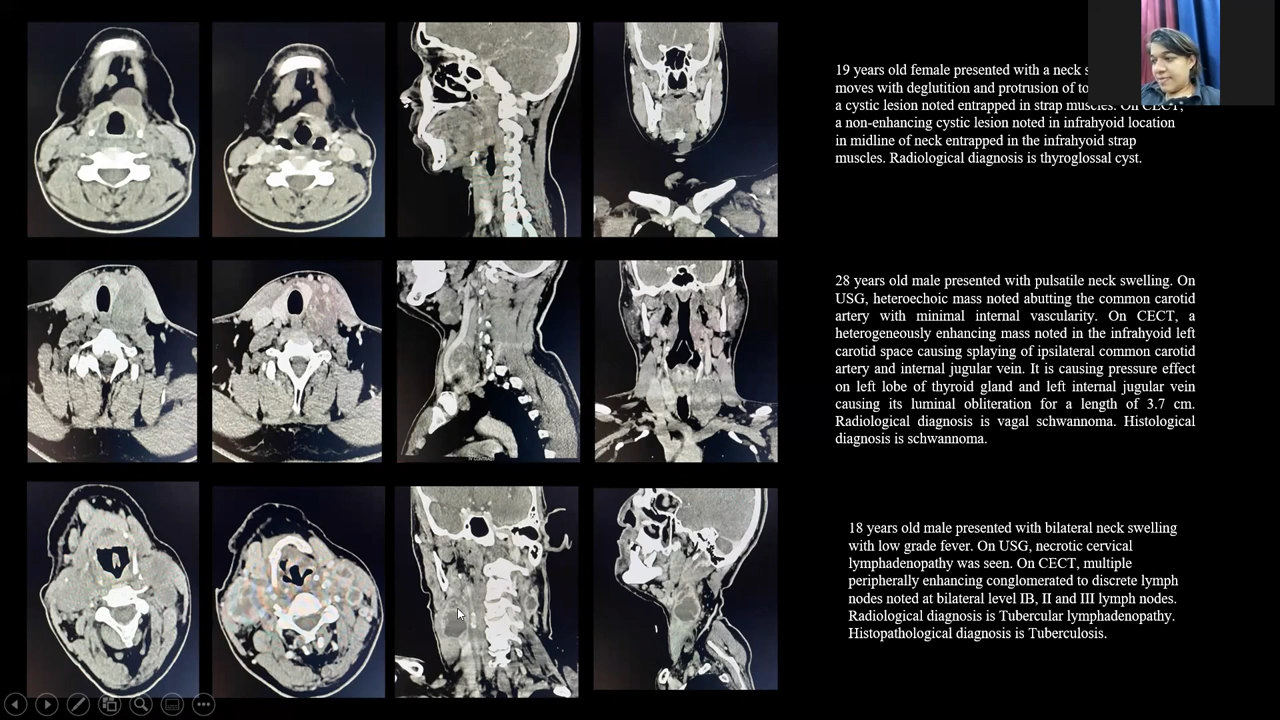 19 years old female presented with a neck
moves with deglutition and protrusion of
a cystic lesion noted entrapped in strap muscles. On CECT,
a non-enhancing cystic lesion noted in infrahyoid location
in midline of neck entrapped in the infrahyoid strap
muscles. Radiological diagnosis is thyroglossal cyst.
28 years old male presented with pulsatile neck swelling. On
USG, heteroechoic mass noted abutting the common carotid
artery with minimal internal vascularity. On CECT, a
heterogeneously enhancing mass noted in the infrahyoid left
carotid space causing splaying of ipsilateral common carotid
artery and internal jugular vein. It is causing pressure effect
on left lobe of thyroid gland and left internal jugular vein
causing its luminal obliteration for a length of 3.7 cm.
Radiological diagnosis is vagal schwannoma. Histological
diagnosis is schwannoma.
18 years old male presented with bilateral neck swelling
with low grade fever. On USG, necrotic cervical
lymphadenopathy was seen. On CECT, multiple
peripherally enhancing conglomerated to discrete lymph
nodes noted at bilateral level IB, II and III lymph nodes.
Radiological diagnosis is Tubercular lymphadenopathy.
Histopathological diagnosis is Tuberculosis.